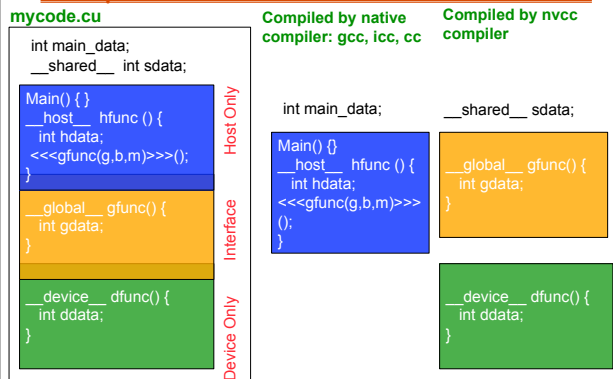 mycode.cu
int main_data;
__shared__ int sdata;
Main() { }
__host__ hfunc () {
int hdata;
<<<gfunc(g,b,m)>>>();
}
Host Only
__global__ gfunc() {
int gdata;
}
Interface
__device__ dfunc() {
int ddata;
}
Device Only
Compiled by native
compiler: gcc, icc, cc
int main_data;
Main() {}
__host__ hfunc () {
int hdata;
<<<gfunc(g,b,m)>>>
();
}
Compiled by nvcc
compiler
__shared__ sdata;
__global__ gfunc() {
int gdata;
}
__device__ dfunc() {
int ddata;
}